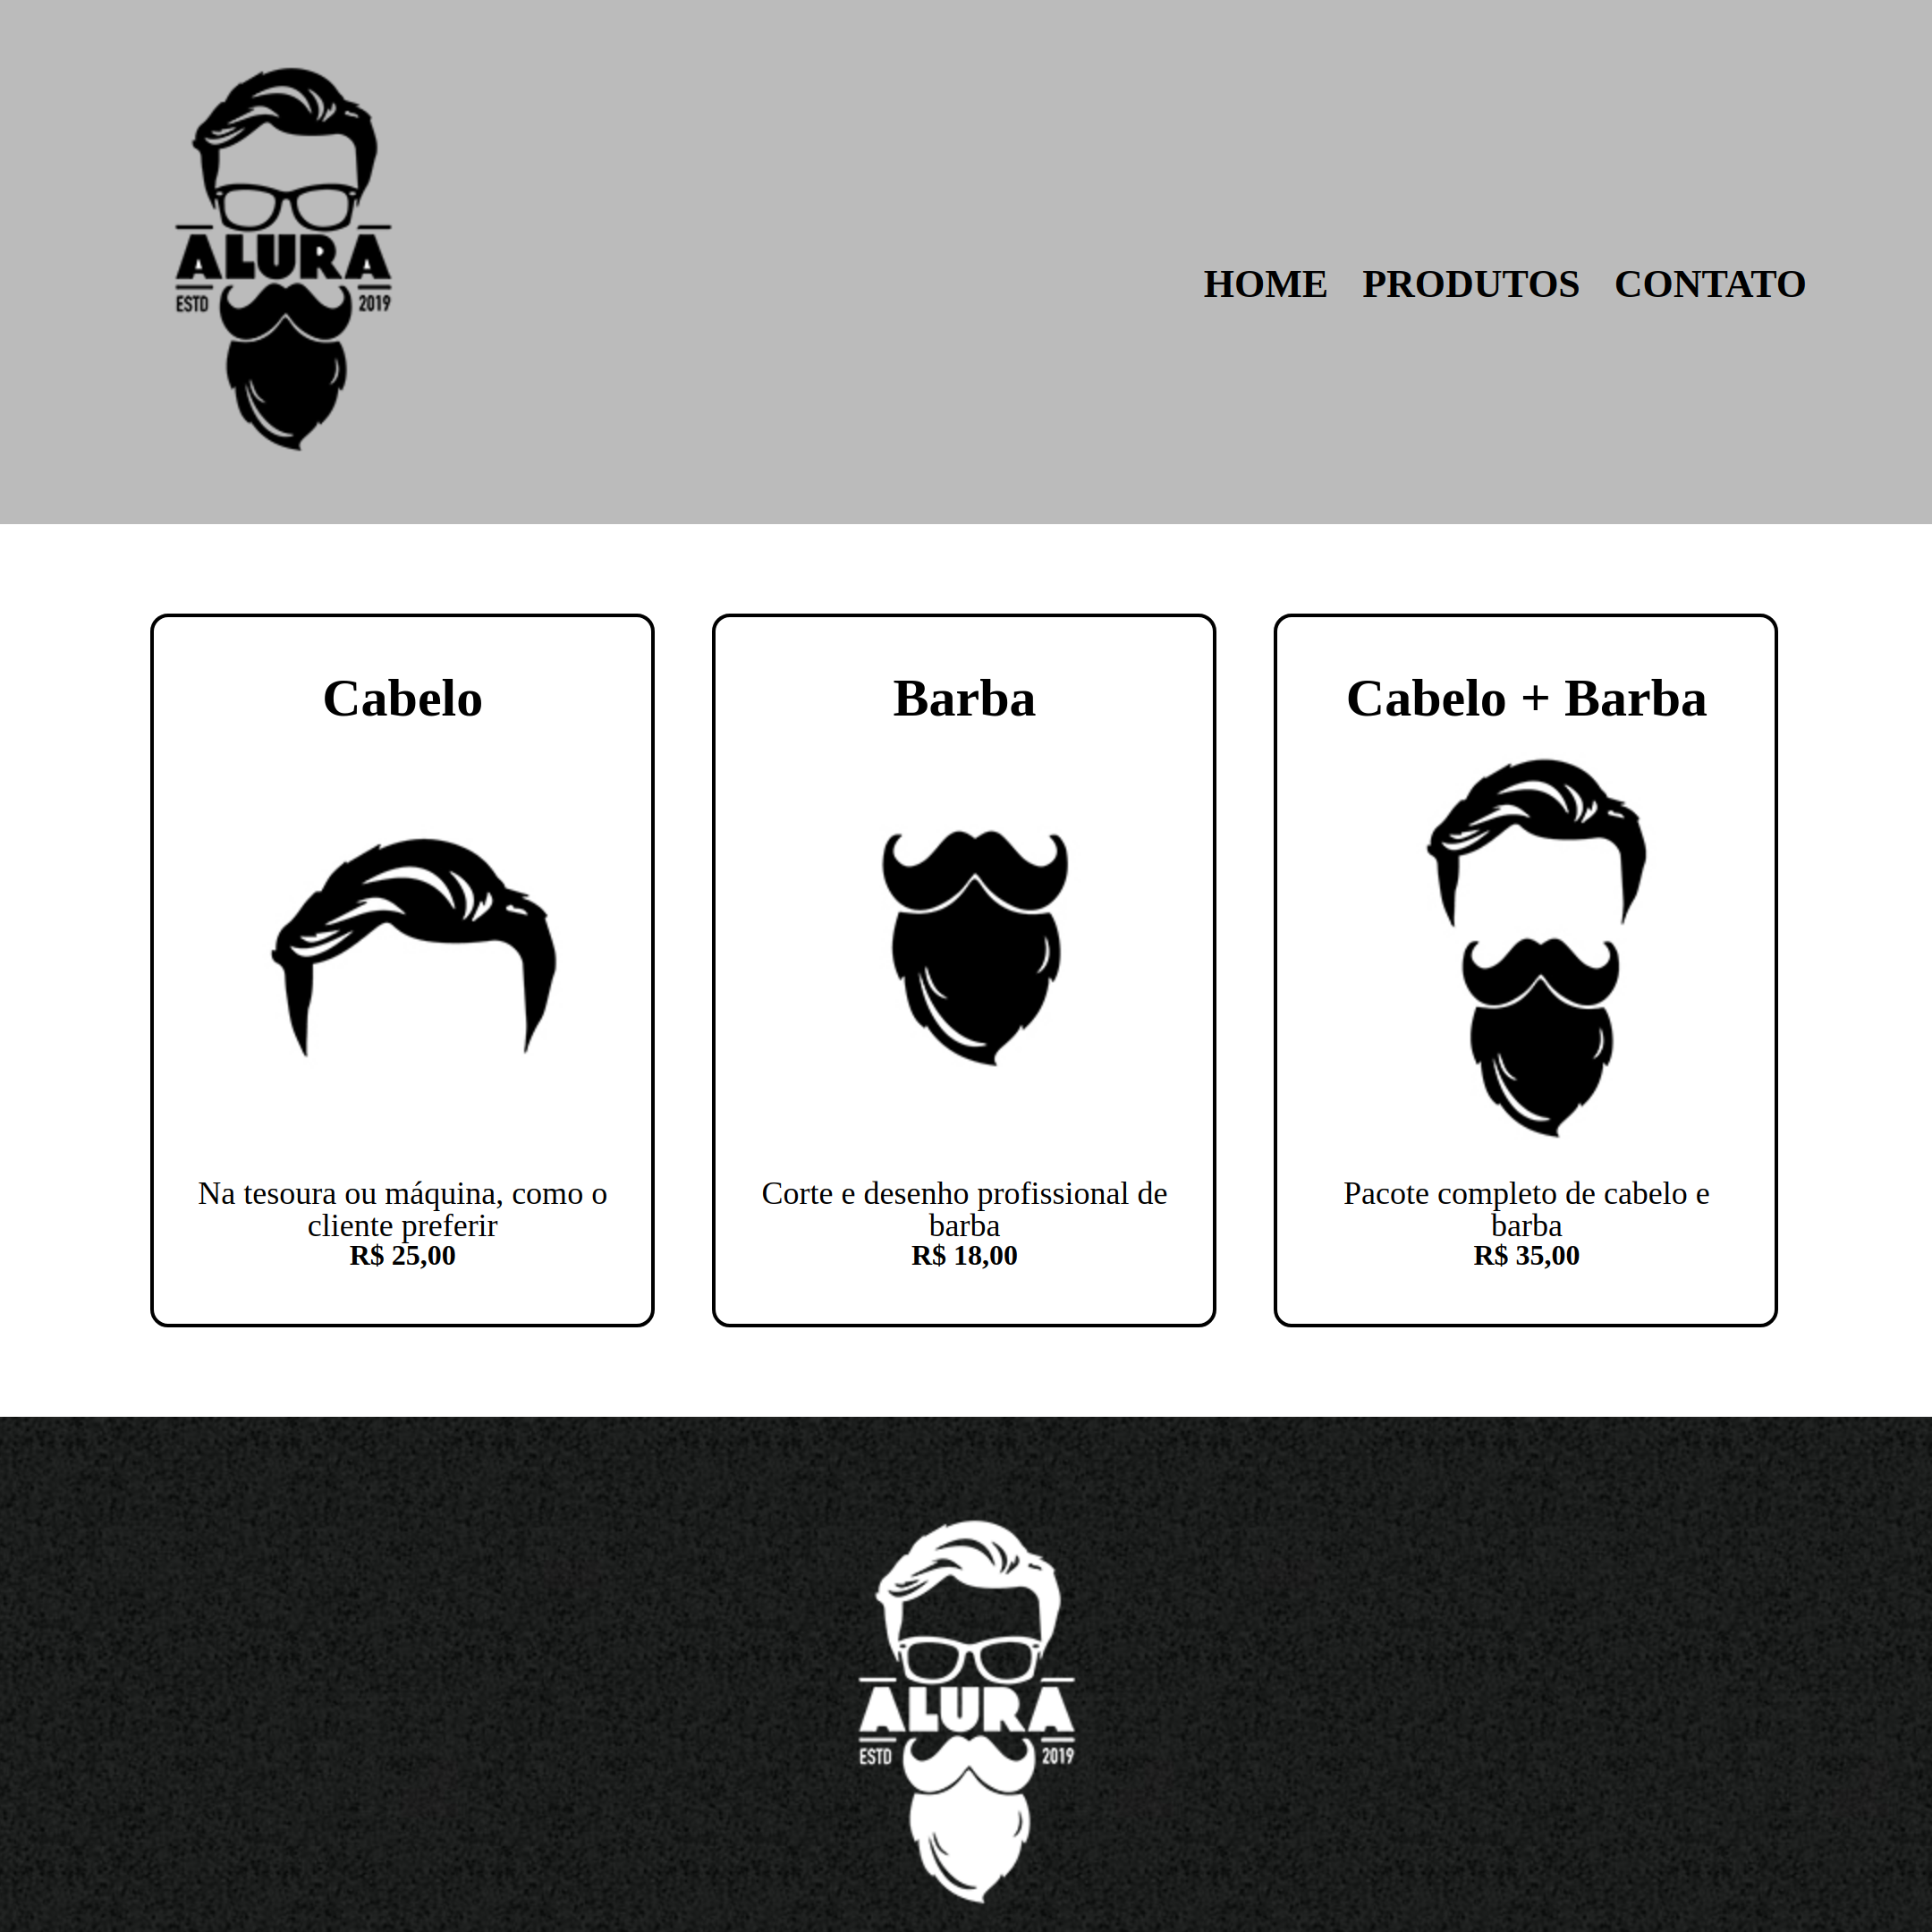 ALURA
ESTD 2019
HOME PRODUTOS CONTATO
Cabelo
Na tesoura ou máquina, como o
cliente preferir
R$ 25,00
Barba
Corte e desenho profissional de
barba
R$ 18,00
Cabelo + Barba
Pacote completo de cabelo e
barba
R$ 35,00
ALURA
ESTD 2019